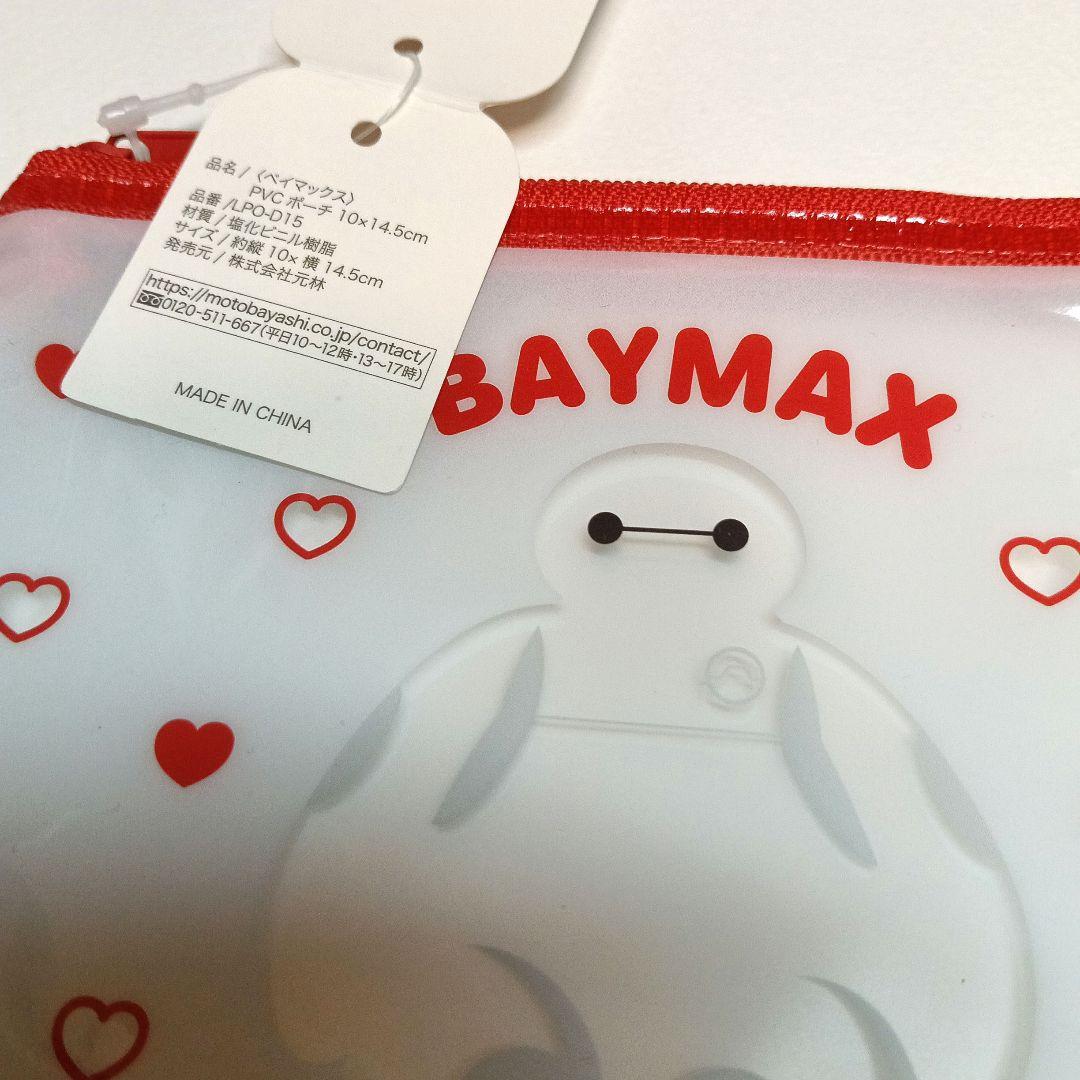 品名/〈ベイマックス〉
PVC ポーチ 10×14.5cm
品番 /LPO-D15
材質/塩化ビニル樹脂
サイズ/約縦 10× 横 14.5cm
発売元/株式会社元林
https://motobayashi.co.jp/contact/
0120-511-667(平日10〜12時・13〜17時)
MADE IN CHINA
BAYMAX